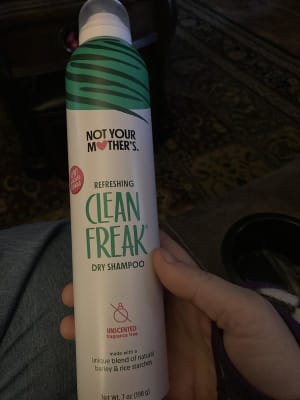 NOT YOUR
MOTHER'S.
REFRESHING
CLEAN
FREAK®
DRY SHAMPOO
UNSCENTED
fragrance free
made with a
unique blend of natural
barley & rice starches
Net wt. 7 oz (198 g)